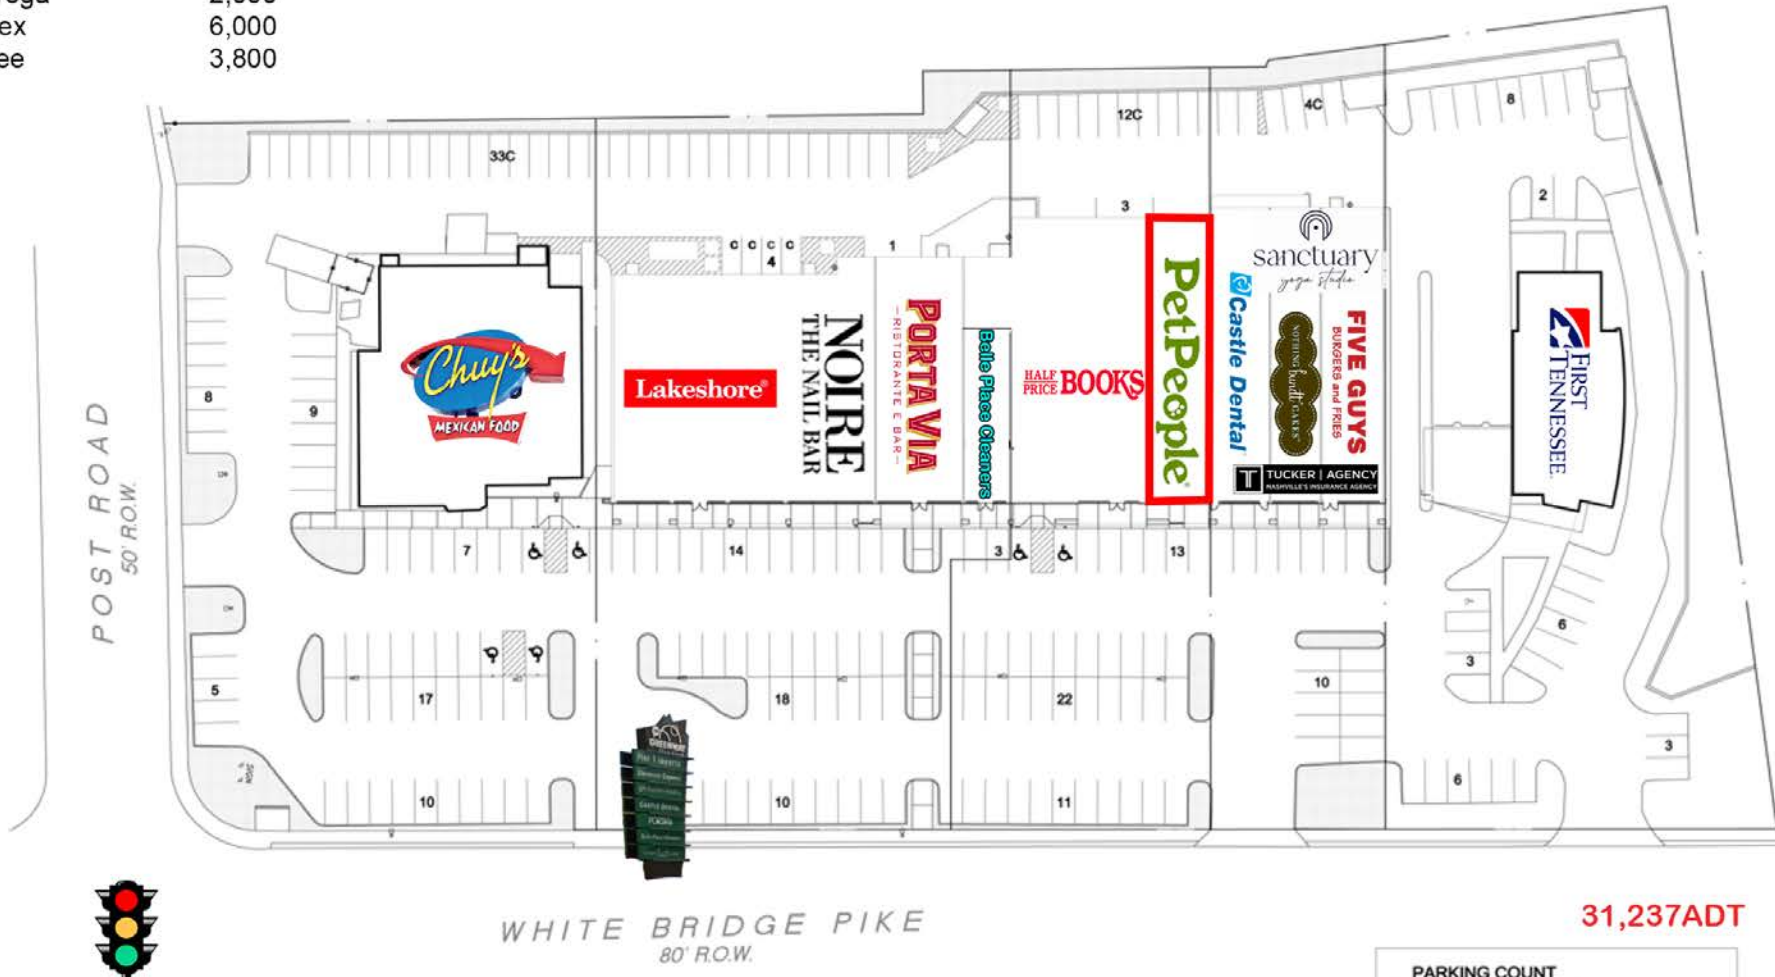 6,000
3,800
12C
4C
8
33C
2
3
C C C C
4
1
sanctuary
yoga studio
Chuy's
MEXICAN FOOD
Lakeshore®
NOIRE
THE NAIL BAR
PORTA VIA
—RISTORANTE E BAR—
Belle Place Cleaners
HALF
PRICE BOOKS
PetPeople
Castle Dental
NOTHING bundt CAKES
FIVE GUYS
BURGERS and FRIES
T TUCKER | AGENCY
NASHVILLE'S INSURANCE AGENCY
FIRST
TENNESSEE
8
9
POST ROAD
50' R.O.W.
7
14
3
13
5
17
18
22
10
3
6
3
6
10
10
11
SIGN
GREENWAY
CASTLE DENTAL
WHITE BRIDGE PIKE
80' R.O.W.
31,237ADT
PARKING COUNT